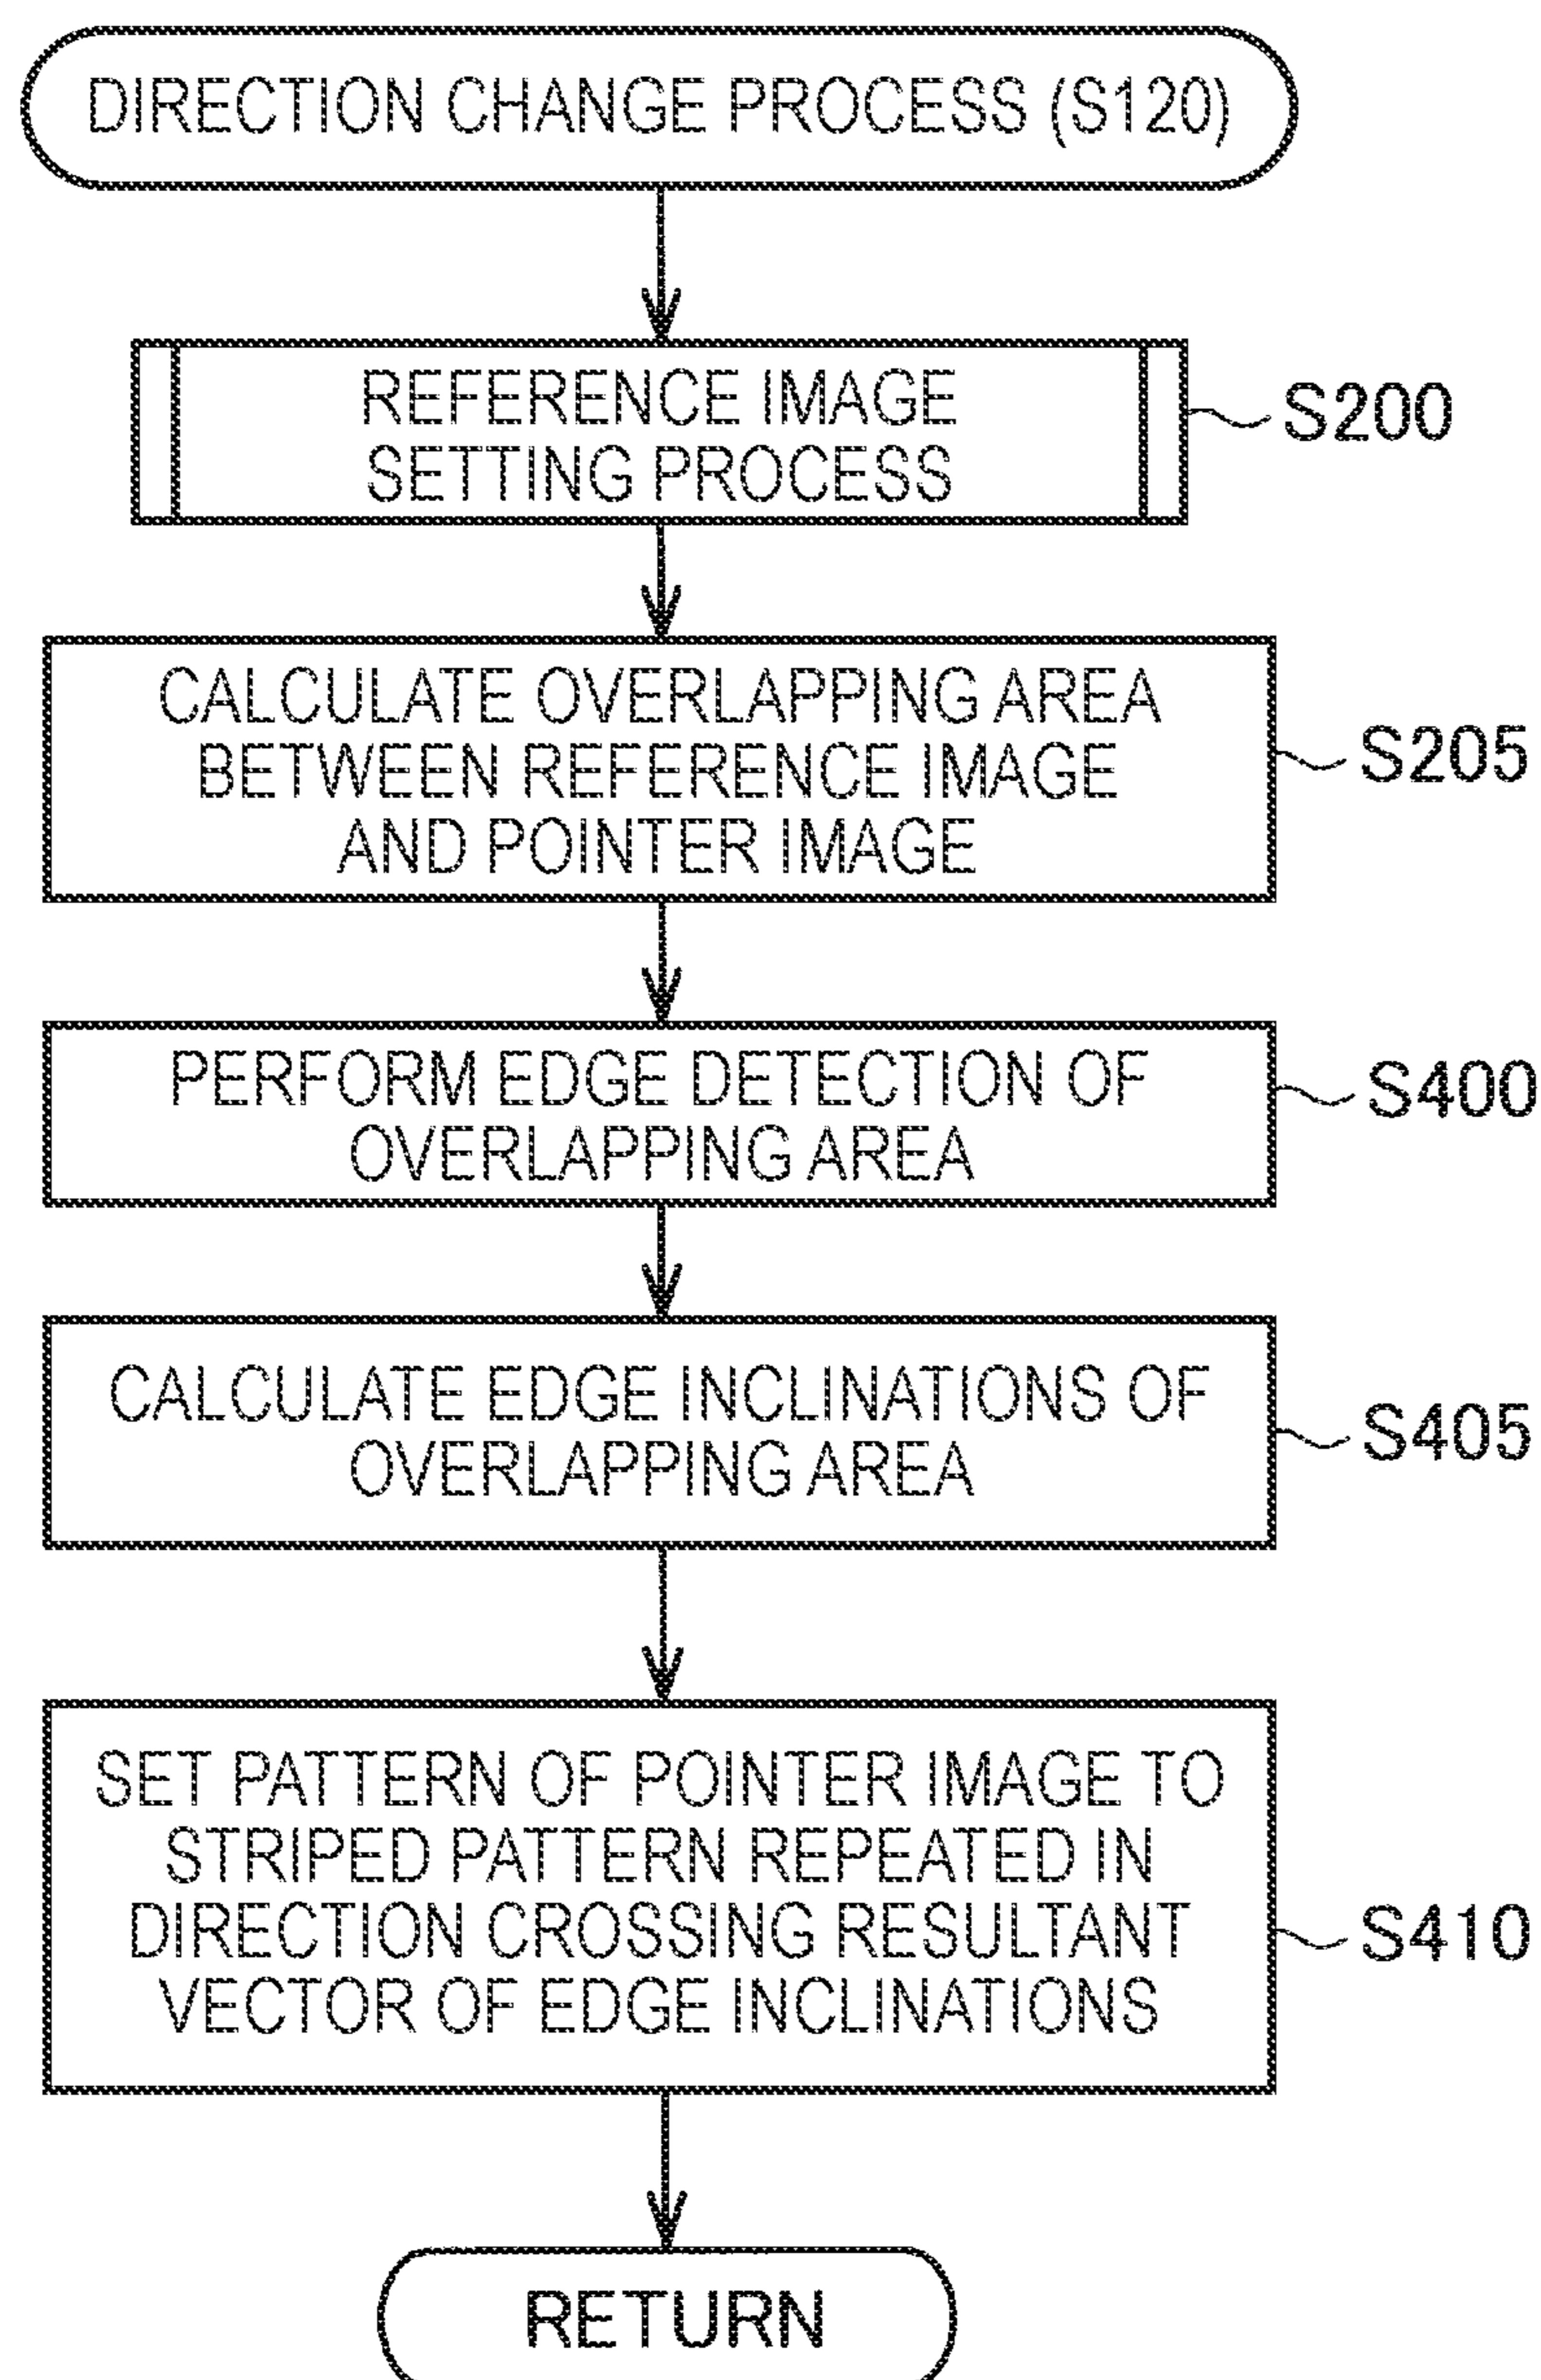 DIRECTION CHANGE PROCESS (S120)
REFERENCE IMAGE
SETTING PROCESS
S200
CALCULATE OVERLAPPING AREA
BETWEEN REFERENCE IMAGE
AND POINTER IMAGE
S205
PERFORM EDGE DETECTION OF
OVERLAPPING AREA
S400
CALCULATE EDGE INCLINATIONS OF
OVERLAPPING AREA
S405
SET PATTERN OF POINTER IMAGE TO
STRIPED PATTERN REPEATED IN
DIRECTION CROSSING RESULTANT
VECTOR OF EDGE INCLINATIONS
S410
RETURN